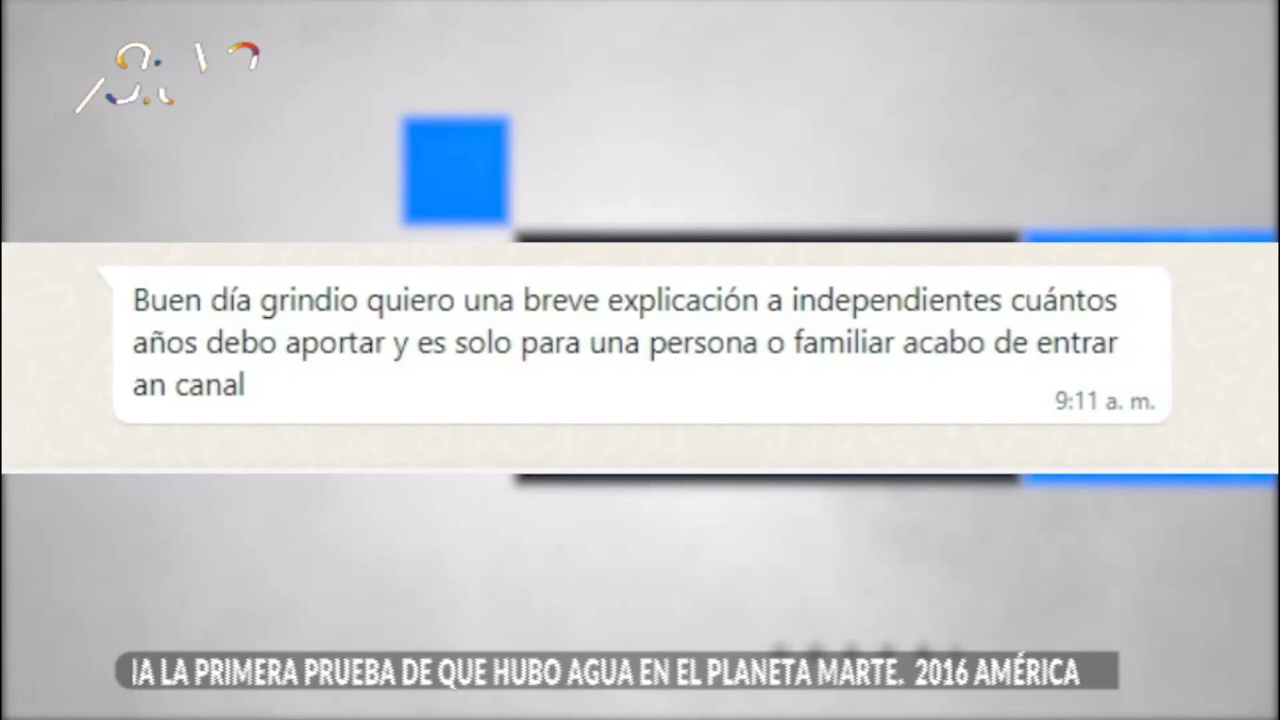 Buen día grindio quiero una breve explicación a independientes cuántos
años debo aportar y es solo para una persona o familiar acabo de entrar
an canal
9:11 a. m.
IA LA PRIMERA PRUEBA DE QUE HUBO AGUA EN EL PLANETA MARTE. 2016 AMÉRICA